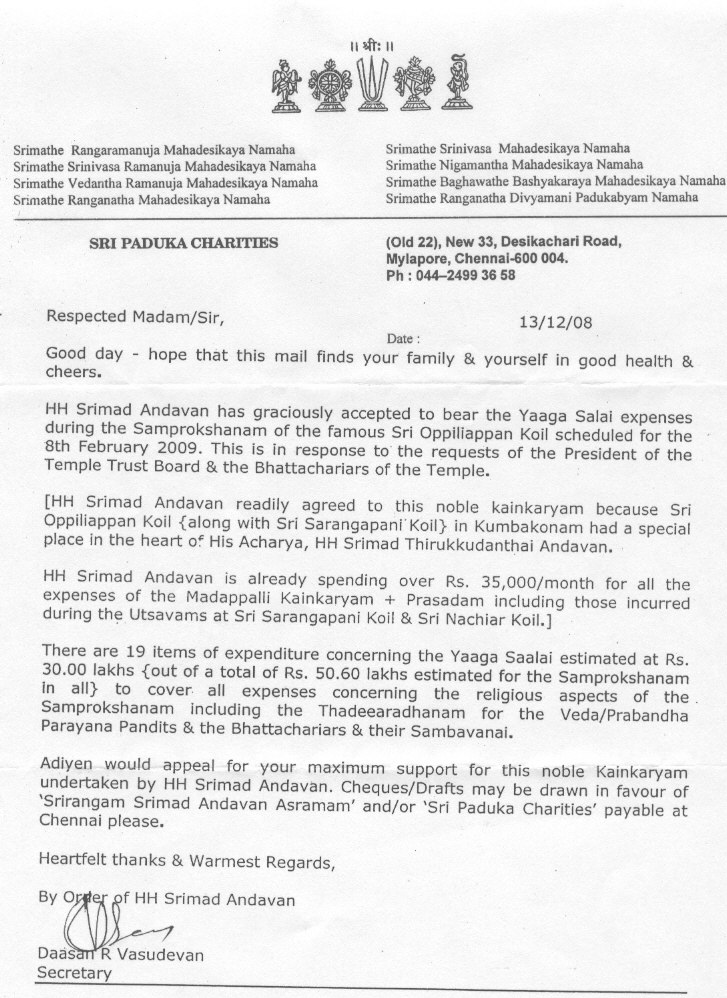 ॥ श्रीः ॥
Srimathe Rangaramanuja Mahadesikaya Namaha
Srimathe Srinivasa Ramanuja Mahadesikaya Namaha
Srimathe Vedantha Ramanuja Mahadesikaya Namaha
Srimathe Ranganatha Mahadesikaya Namaha
Srimathe Srinivasa Mahadesikaya Namaha
Srimathe Nigamantha Mahadesikaya Namaha
Srimathe Baghawathe Bashyakaraya Mahadesikaya Namaha
Srimathe Ranganatha Divyamani Padukabyam Namaha
SRI PADUKA CHARITIES
(Old 22), New 33, Desikachari Road,
Mylapore, Chennai-600 004.
Ph : 044–2499 36 58
Respected Madam/Sir,
13/12/08
Date :
Good day - hope that this mail finds your family & yourself in good health &
cheers.
HH Srimad Andavan has graciously accepted to bear the Yaaga Salai expenses
during the Samprokshanam of the famous Sri Oppiliappan Koil scheduled for the
8th February 2009. This is in response to the requests of the President of the
Temple Trust Board & the Bhattachariars of the Temple.
[HH Srimad Andavan readily agreed to this noble kainkaryam because Sri
Oppiliappan Koil {along with Sri Sarangapani Koil} in Kumbakonam had a special
place in the heart of His Acharya, HH Srimad Thirukkudanthai Andavan.
HH Srimad Andavan is already spending over Rs. 35,000/month for all the
expenses of the Madappalli Kainkaryam + Prasadam including those incurred
during the Utsavams at Sri Sarangapani Koil & Sri Nachiar Koil.]
There are 19 items of expenditure concerning the Yaaga Saalai estimated at Rs.
30.00 lakhs {out of a total of Rs. 50.60 lakhs estimated for the Samprokshanam
in all} to cover all expenses concerning the religious aspects of the
Samprokshanam including the Thadeearadhanam for the Veda/Prabandha
Parayana Pandits & the Bhattachariars & their Sambavanai.
Adiyen would appeal for your maximum support for this noble Kainkaryam
undertaken by HH Srimad Andavan. Cheques/Drafts may be drawn in favour of
‘Srirangam Srimad Andavan Asramam’ and/or ‘Sri Paduka Charities’ payable at
Chennai please.
Heartfelt thanks & Warmest Regards,
By Order of HH Srimad Andavan
Daasan R Vasudevan
Secretary